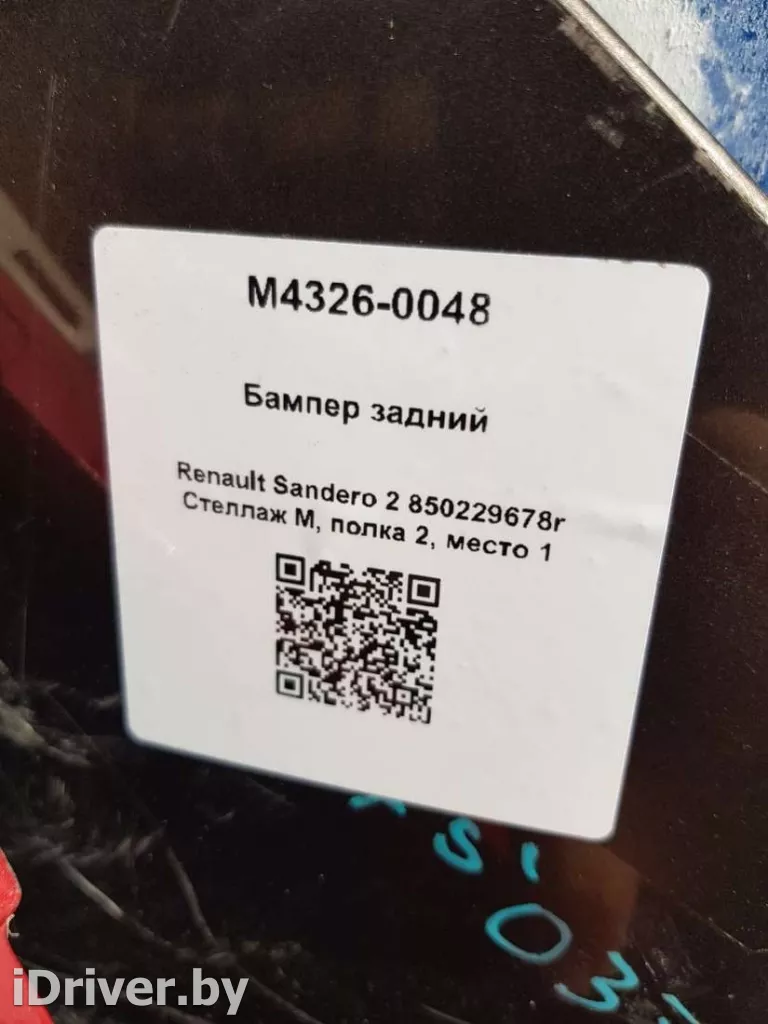 M4326-0048
Бампер задний
Renault Sandero 2 850229678r
Стеллаж М, полка 2, место 1
iDriver.by